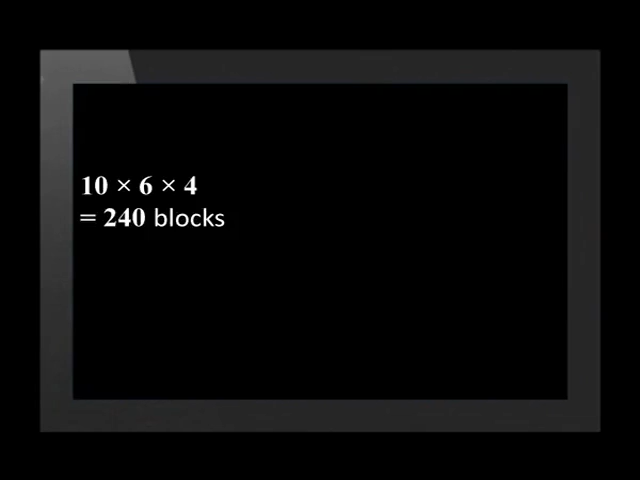 10 × 6 × 4
= 240 blocks